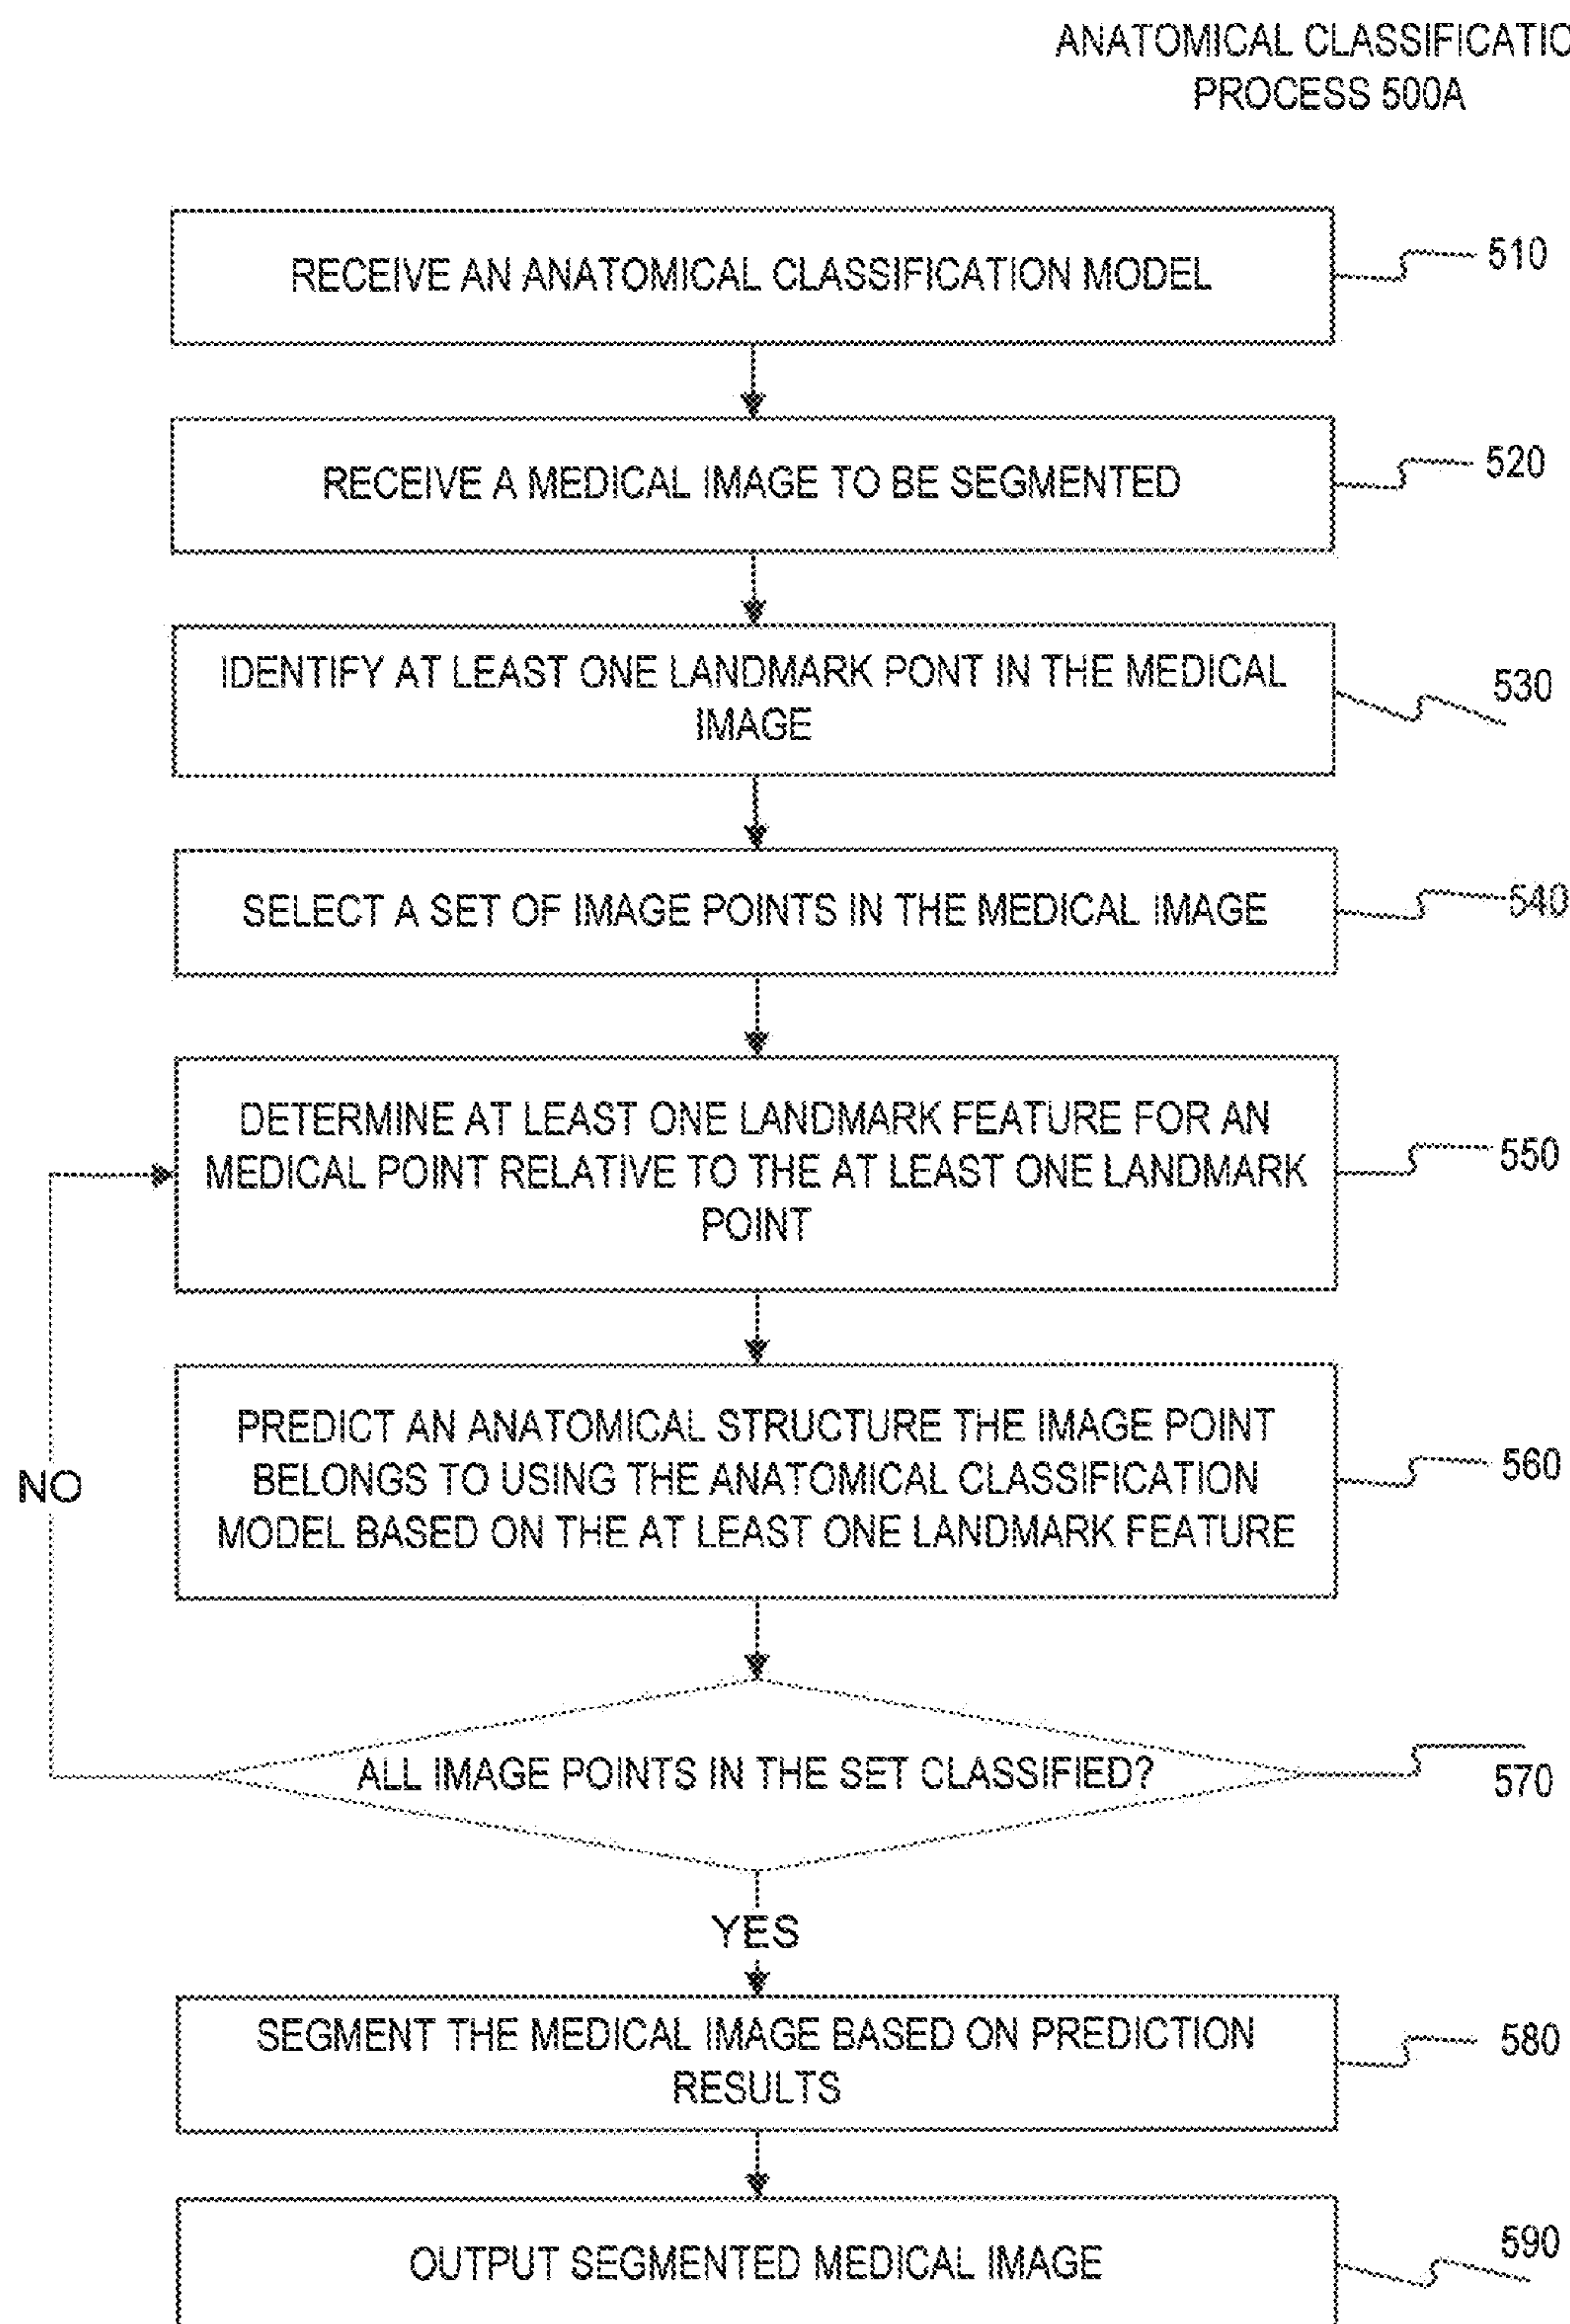 ANATOMICAL CLASSIFICATIO
PROCESS 500A
RECEIVE AN ANATOMICAL CLASSIFICATION MODEL
510
RECEIVE A MEDICAL IMAGE TO BE SEGMENTED
520
IDENTIFY AT LEAST ONE LANDMARK PONT IN THE MEDICAL
IMAGE
530
SELECT A SET OF IMAGE POINTS IN THE MEDICAL IMAGE
540
DETERMINE AT LEAST ONE LANDMARK FEATURE FOR AN
MEDICAL POINT RELATIVE TO THE AT LEAST ONE LANDMARK
POINT
550
PREDICT AN ANATOMICAL STRUCTURE THE IMAGE POINT
BELONGS TO USING THE ANATOMICAL CLASSIFICATION
MODEL BASED ON THE AT LEAST ONE LANDMARK FEATURE
560
NO
ALL IMAGE POINTS IN THE SET CLASSIFIED?
570
YES
SEGMENT THE MEDICAL IMAGE BASED ON PREDICTION
RESULTS
580
OUTPUT SEGMENTED MEDICAL IMAGE
590